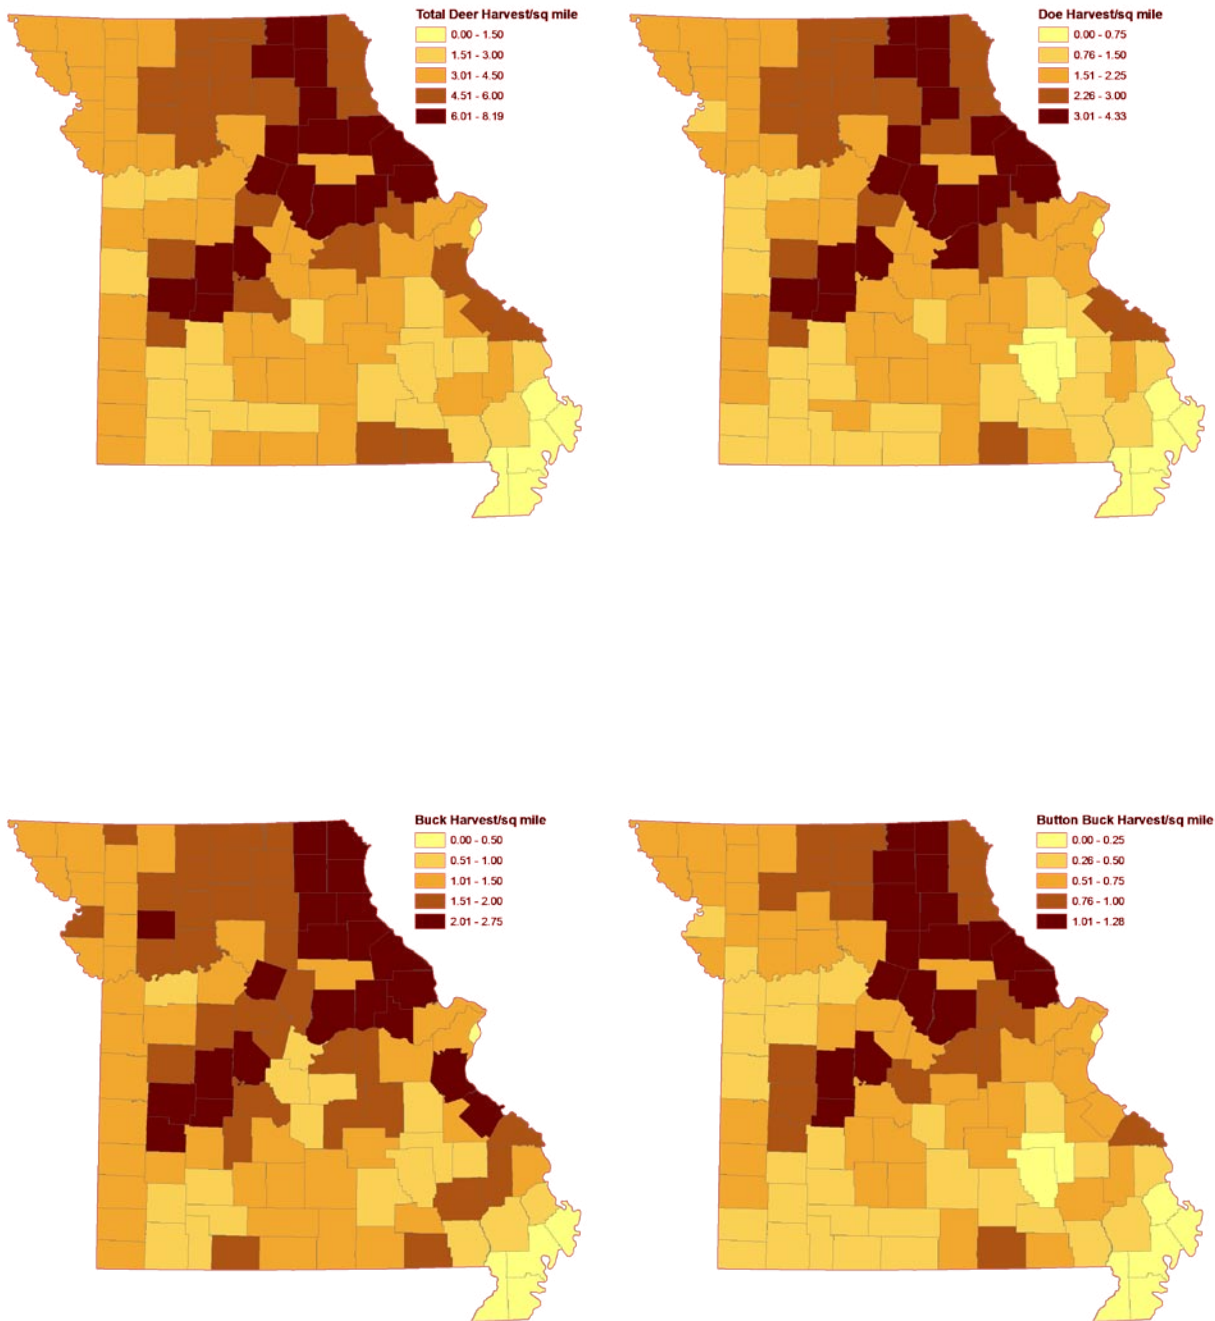 Total Deer Harvest/sq mile
0.00 - 1.50
1.51 - 3.00
3.01 - 4.50
4.51 - 6.00
6.01 - 8.19
Doe Harvest/sq mile
0.00 - 0.75
0.76 - 1.50
1.51 - 2.25
2.26 - 3.00
3.01 - 4.33
Buck Harvest/sq mile
0.00 - 0.50
0.51 - 1.00
1.01 - 1.50
1.51 - 2.00
2.01 - 2.75
Button Buck Harvest/sq mile
0.00 - 0.25
0.26 - 0.50
0.51 - 0.75
0.76 - 1.00
1.01 - 1.28